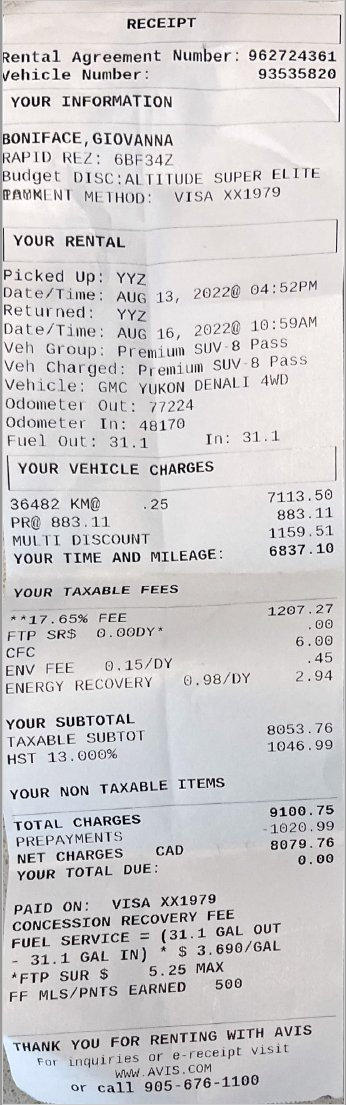 RECEIPT
Rental Agreement Number: 962724361
Vehicle Number: 93535820
YOUR INFORMATION
BONIFACE,GIOVANNA
RAPID REZ: 6BF34Z
Budget DISC:ALTITUDE SUPER ELITE
PAYMENT METHOD: VISA XX1979
YOUR RENTAL
Picked Up: YYZ
Date/Time: AUG 13, 2022@ 04:52PM
Returned: YYZ
Date/Time: AUG 16, 2022@ 10:59AM
Veh Group: Premium SUV-8 Pass
Veh Charged: Premium SUV-8 Pass
Vehicle: GMC YUKON DENALI 4WD
Odometer Out: 77224
Odometer In: 48170
Fuel Out: 31.1 In: 31.1
YOUR VEHICLE CHARGES
36482 KM@ .25 7113.50
PR@ 883.11 883.11
MULTI DISCOUNT 1159.51
YOUR TIME AND MILEAGE: 6837.10
YOUR TAXABLE FEES
**17.65% FEE 1207.27
FTP SR$ 0.00DY* .00
CFC 6.00
ENV FEE 0.15/DY .45
ENERGY RECOVERY 0.98/DY 2.94
YOUR SUBTOTAL
TAXABLE SUBTOT 8053.76
HST 13.000% 1046.99
YOUR NON TAXABLE ITEMS
TOTAL CHARGES 9100.75
PREPAYMENTS -1020.99
NET CHARGES CAD 8079.76
YOUR TOTAL DUE: 0.00
PAID ON: VISA XX1979
CONCESSION RECOVERY FEE
FUEL SERVICE = (31.1 GAL OUT
- 31.1 GAL IN) * $ 3.690/GAL
*FTP SUR $ 5.25 MAX
FF MLS/PNTS EARNED 500
THANK YOU FOR RENTING WITH AVIS
For inquiries or e-receipt visit
WWW.AVIS.COM
or call 905-676-1100